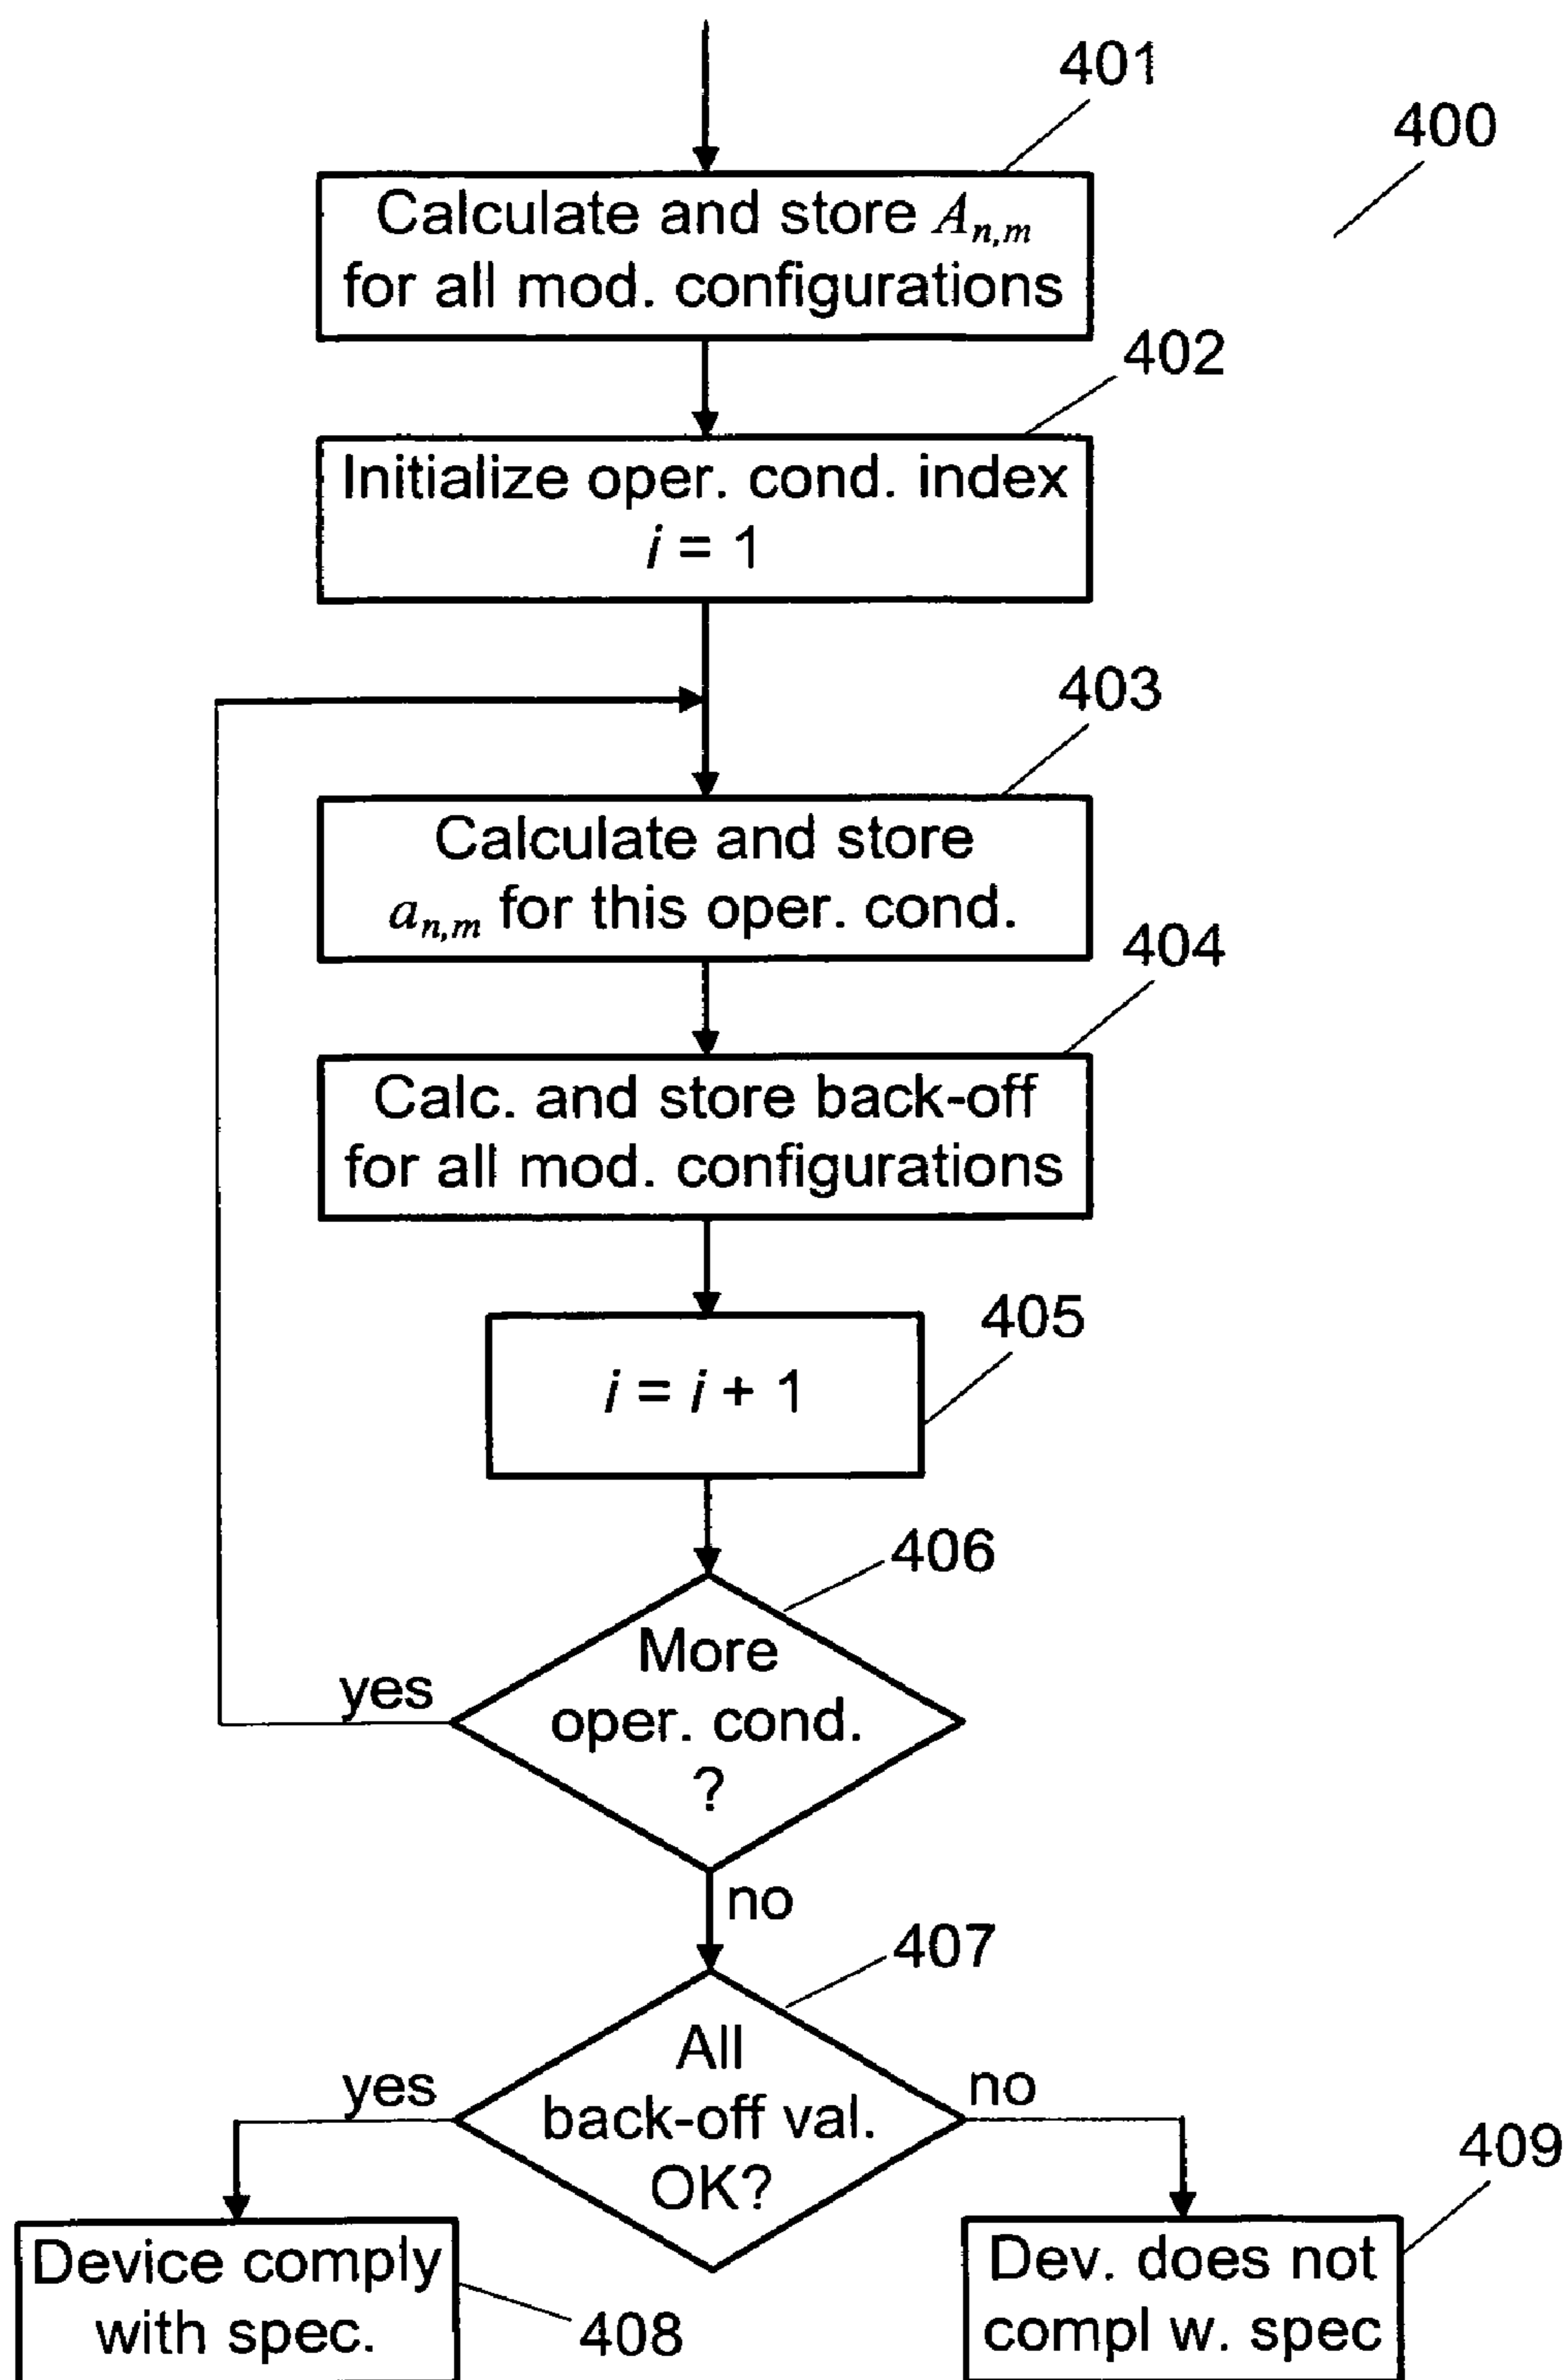 401
400
Calculate and store A_{n,m}
for all mod. configurations
402
Initialize oper. cond. index
i = 1
403
Calculate and store
a_{n,m} for this oper. cond.
404
Calc. and store back-off
for all mod. configurations
405
i = i + 1
406
More
oper. cond.
?
yes
no
407
All
back-off val.
OK?
yes
no
409
Device comply
with spec.
408
Dev. does not
compl w. spec